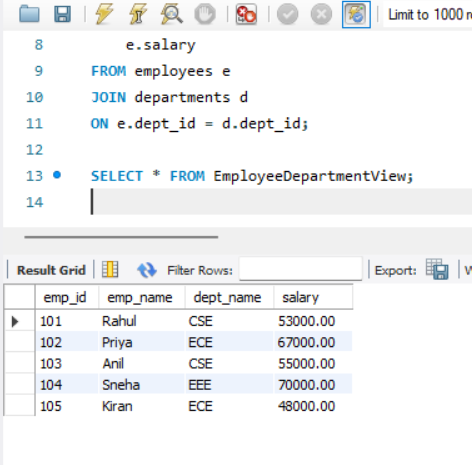 Limit to 1000 r
8 e.salary
9 FROM employees e
10 JOIN departments d
11 ON e.dept_id = d.dept_id;
12
13 SELECT * FROM EmployeeDepartmentView;
14
Result Grid Filter Rows: Export: W
emp_id emp_name dept_name salary
101 Rahul CSE 53000.00
102 Priya ECE 67000.00
103 Anil CSE 55000.00
104 Sneha EEE 70000.00
105 Kiran ECE 48000.00